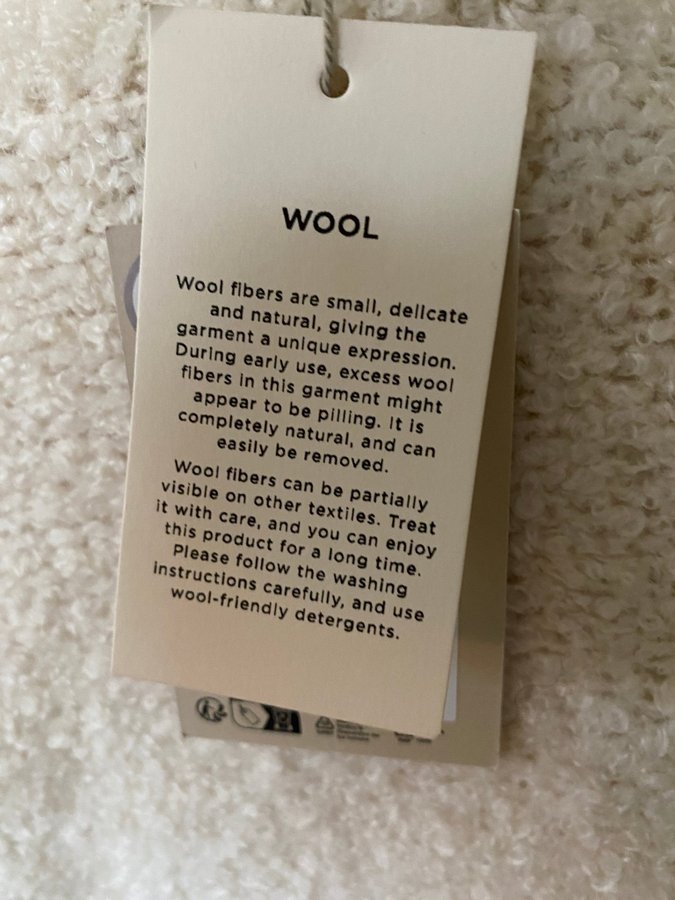 WOOL
Wool fibers are small, delicate
and natural, giving the
garment a unique expression.
During early use, excess wool
fibers in this garment might
appear to be pilling. It is
completely natural, and can
easily be removed.
Wool fibers can be partially
visible on other textiles. Treat
it with care, and you can enjoy
this product for a long time.
Please follow the washing
instructions carefully, and use
wool-friendly detergents.